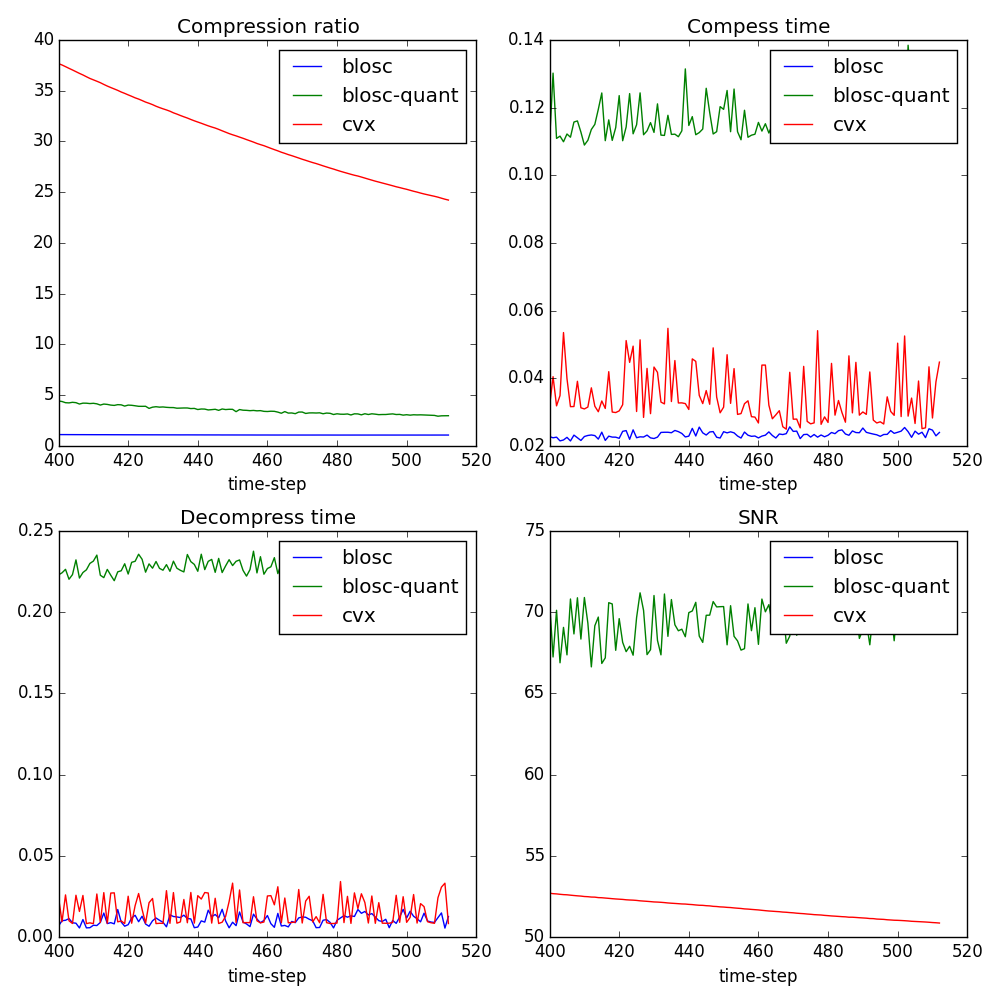 Compression ratio
40
35
30
25
20
15
10
5
0
blosc
blosc-quant
cvx
400 420 440 460 480 500 520
time-step
Compess time
0.14
0.12
0.10
0.08
0.06
0.04
0.02
blosc
blosc-quant
cvx
400 420 440 460 480 500 520
time-step
Decompress time
0.25
0.20
0.15
0.10
0.05
0.00
blosc
blosc-quant
cvx
400 420 440 460 480 500 520
time-step
SNR
75
70
65
60
55
50
blosc
blosc-quant
cvx
400 420 440 460 480 500 520
time-step